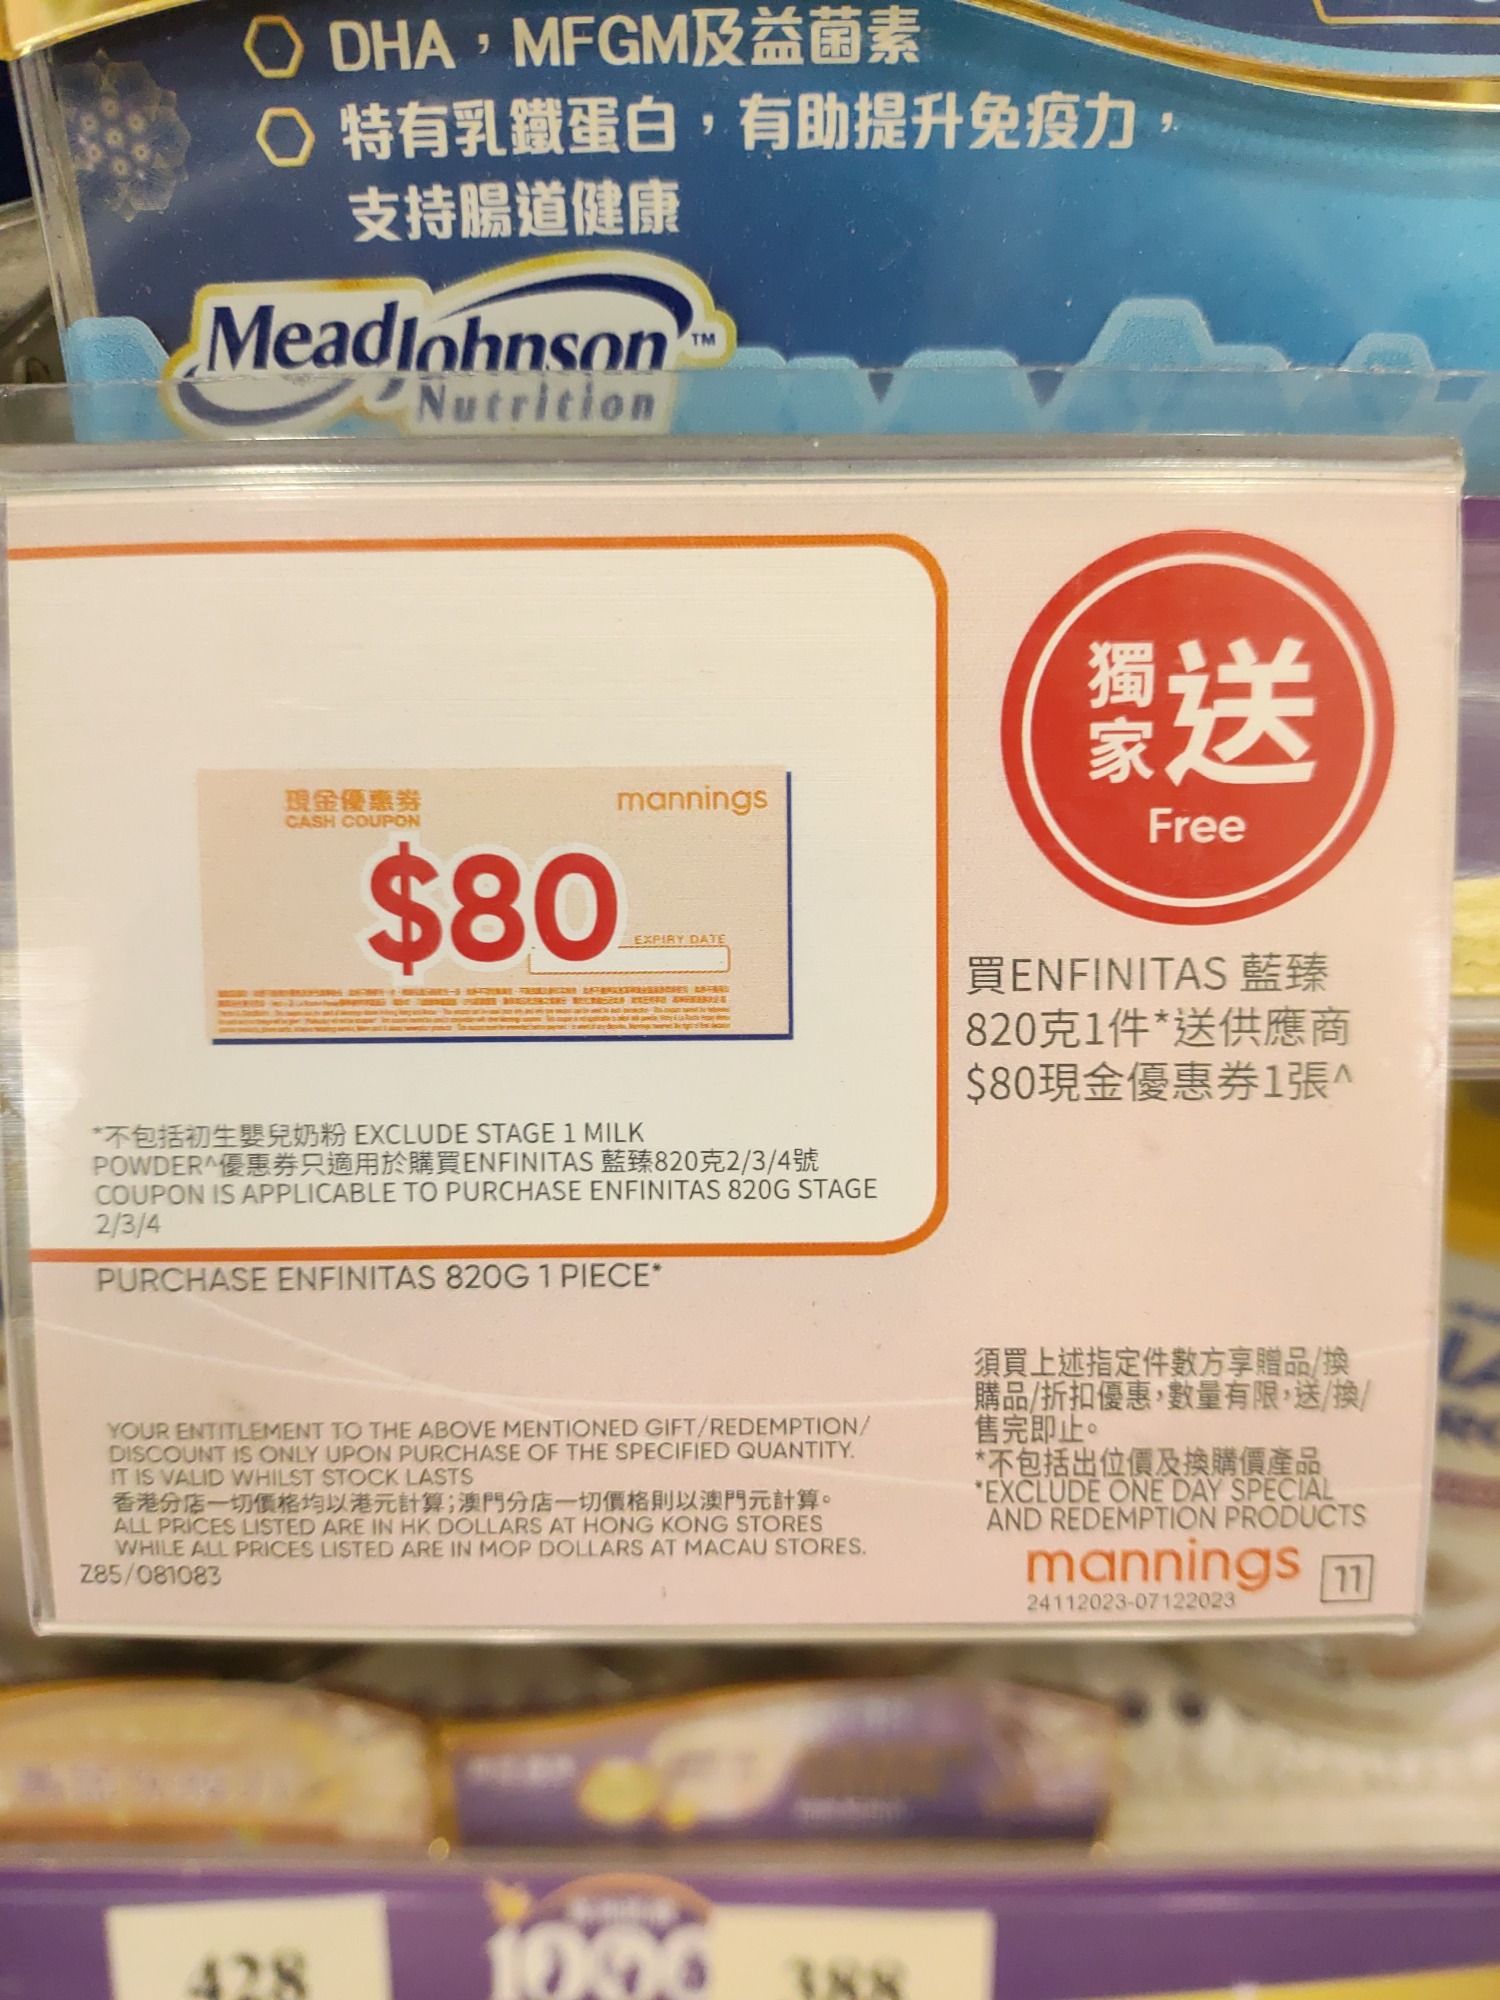 DHA，MFGM及益菌素
特有乳鐵蛋白，有助提升免疫力，
支持腸道健康
MeadJohnson™
Nutrition
現金優惠券
CASH COUPON
mannings
$80
EXPIRY DATE
獨家送
Free
買ENFINITAS 藍臻
820克1件*送供應商
$80現金優惠券1張^
*不包括初生嬰兒奶粉 EXCLUDE STAGE 1 MILK
POWDER^優惠券只適用於購買ENFINITAS 藍臻820克2/3/4號
COUPON IS APPLICABLE TO PURCHASE ENFINITAS 820G STAGE
2/3/4
PURCHASE ENFINITAS 820G 1 PIECE*
YOUR ENTITLEMENT TO THE ABOVE MENTIONED GIFT/REDEMPTION/
DISCOUNT IS ONLY UPON PURCHASE OF THE SPECIFIED QUANTITY.
IT IS VALID WHILST STOCK LASTS
香港分店一切價格均以港元計算；澳門分店一切價格則以澳門元計算。
ALL PRICES LISTED ARE IN HK DOLLARS AT HONG KONG STORES
WHILE ALL PRICES LISTED ARE IN MOP DOLLARS AT MACAU STORES.
Z85/081083
須買上述指定件數方享贈品/換
購品/折扣優惠，數量有限，送/換/
售完即止。
*不包括出位價及換購價產品
*EXCLUDE ONE DAY SPECIAL
AND REDEMPTION PRODUCTS
mannings
11
24112023-07122023
428
388